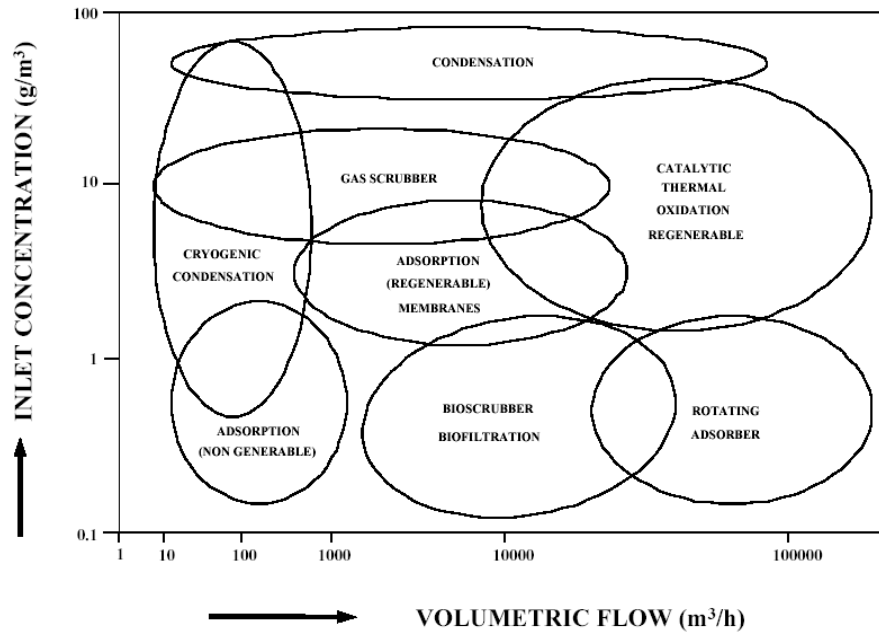 100
CONDENSATION
GAS SCRUBBER
CATALYTIC
THERMAL
OXIDATION
REGENERABLE
10
CRYOGENIC
CONDENSATION
ADSORPTION
(REGENERABLE)
MEMBRANES
1
ADSORPTION
(NON GENERABLE)
BIOSCRUBBER
BIOFILTRATION
ROTATING
ADSORBER
0.1
1 10 100 1000 10000 100000
INLET CONCENTRATION (g/m³)
VOLUMETRIC FLOW (m³/h)